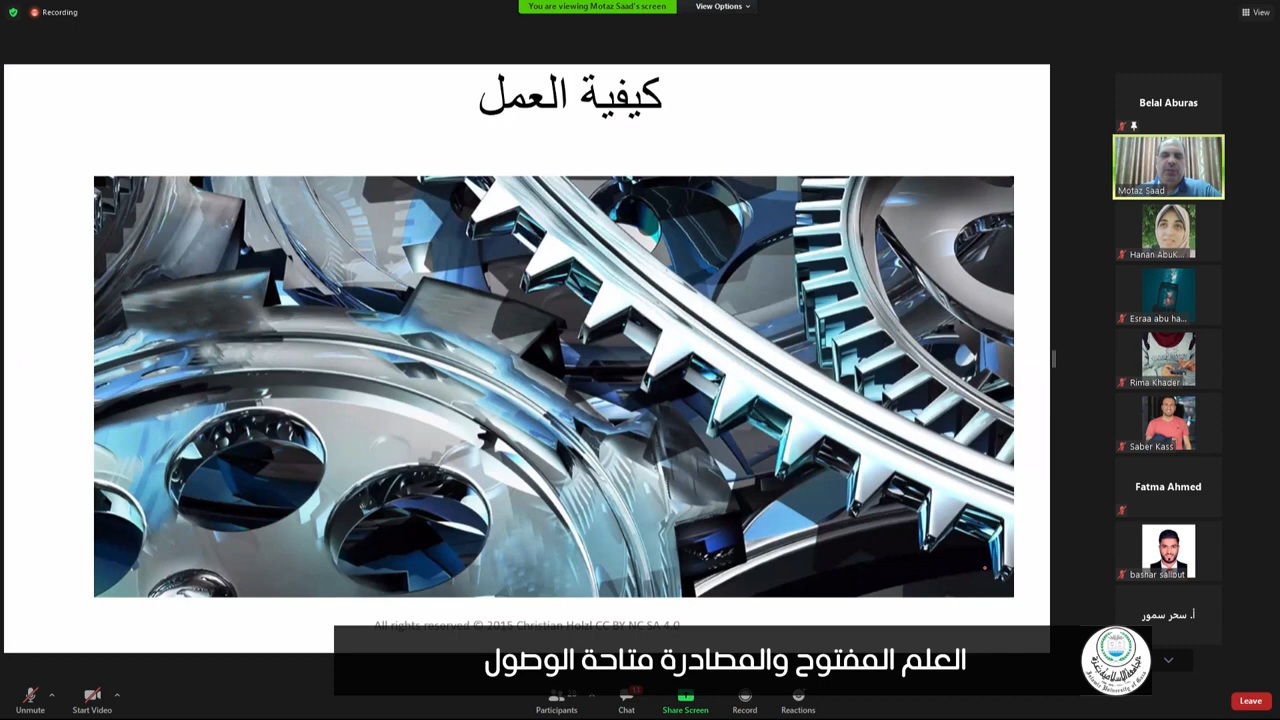 Recording
You are viewing Motaz Saad's screen
View Options
View
كيفية العمل
All rights reserved © 2015 Christian Holzl CC BY NC SA 4.0
العلم المفتوح والمصادرة متاحة الوصول
Belal Aburas
Motaz Saad
Hanan AbuK...
Esraa abu ha...
Rima Khader
Saber Kass
Fatma Ahmed
bashar sallout
أ. سحر سمور
Unmute
Start Video
Participants
Chat
Share Screen
Record
Reactions
Leave